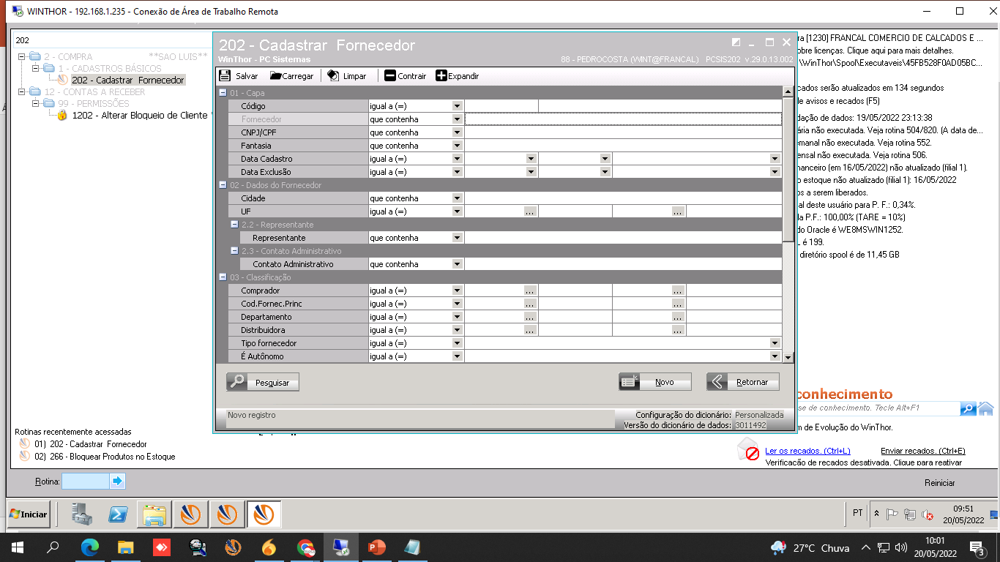 WINTHOR - 192.168.1.235 - Conexão de Área de Trabalho Remota
202
2 - COMPRA **SAO LUIS**
1 - CADASTROS BÁSICOS
202 - Cadastrar Fornecedor
12 - CONTAS A RECEBER
99 - PERMISSÕES
1202 - Alterar Bloqueio de Cliente *
202 - Cadastrar Fornecedor
WinThor - PC Sistemas
88 - PEDROCOSTA (WINT@FRANCAL) PCSIS202 v.29.0.13.002
Salvar Carregar Limpar Contrair Expandir
01 - Capa
Código igual a (=)
Fornecedor que contenha
CNPJ/CPF que contenha
Fantasia que contenha
Data Cadastro igual a (=)
Data Exclusão igual a (=)
02 - Dados do Fornecedor
Cidade que contenha
UF igual a (=) ... ...
2.2 - Representante
Representante que contenha
2.3 - Contato Administrativo
Contato Administrativo que contenha
03 - Classificação
Comprador igual a (=) ... ...
Cod.Fornec.Princ igual a (=) ... ...
Departamento igual a (=) ... ...
Distribuidora igual a (=) ... ...
Tipo fornecedor igual a (=)
É Autônomo igual a (=)
Pesquisar Novo Retornar
Novo registro
Configuração do dicionário: Personalizada
Versão do dicionário de dados: 3011492
ra [1230] FRANCAL COMERCIO DE CALCADOS E ...
obre licenças. Clique aqui para mais detalhes.
\WinThor\Spool\Executaveis\45FB528F0AD05BC...
cados serão atualizados em 134 segundos
e avisos e recados (F5)
dação de dados: 19/05/2022 23:13:38
ária não executada. Veja rotina 504/820. (A data de...
emanal não executada. Veja rotina 552.
ensal não executada. Veja rotina 506.
nanceiro (em 16/05/2022) não atualizado (filial 1).
o estoque não atualizado (filial 1): 16/05/2022
os a serem liberados.
al deste usuário para P. F.: 0,34%.
la P.F.: 100,00% (TARE = 10%)
do Oracle é WE8MSWIN1252.
L é 199.
diretório spool é de 11,45 GB
conhecimento
se de conhecimento. Tecle Alt+F1
m de Evolução do WinThor.
Ler os recados. (Ctrl+L) Enviar recados. (Ctrl+E)
Verificação de recados desativada. Clique para reativar
Rotinas recentemente acessadas
01) 202 - Cadastrar Fornecedor
02) 266 - Bloquear Produtos no Estoque
Rotina:
Reiniciar
Iniciar
PT
09:51
20/05/2022
27°C Chuva
10:01
20/05/2022
3